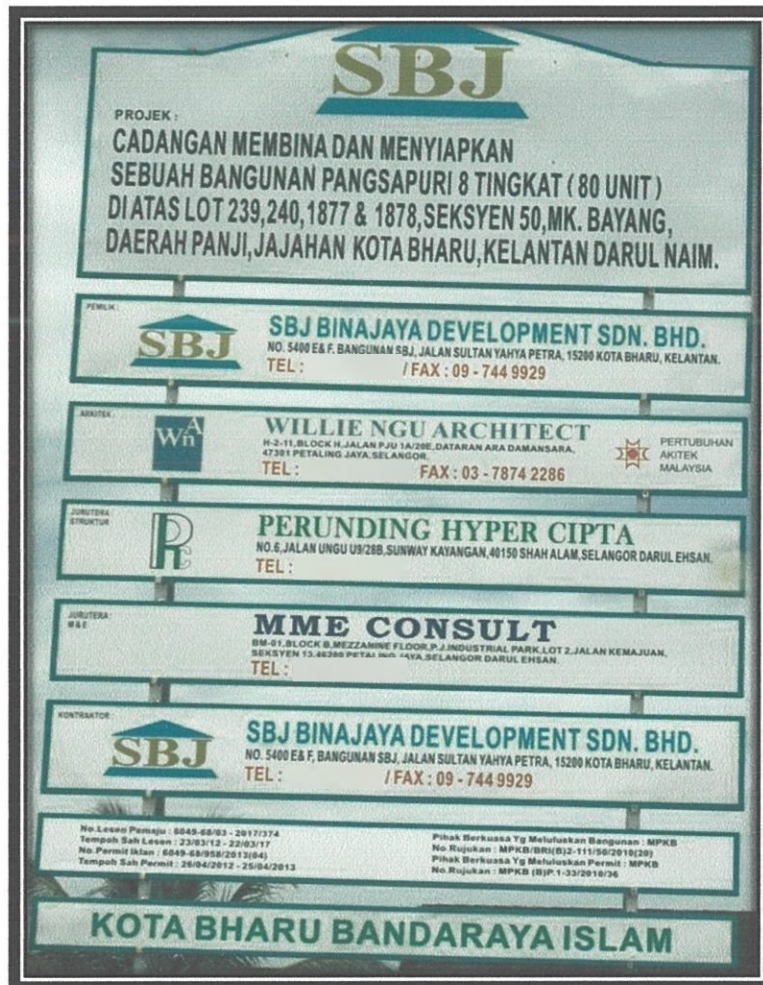 SBJ
PROJEK :
CADANGAN MEMBINA DAN MENYIAPKAN
SEBUAH BANGUNAN PANGSAPURI 8 TINGKAT ( 80 UNIT )
DI ATAS LOT 239,240,1877 & 1878,SEKSYEN 50,MK. BAYANG,
DAERAH PANJI,JAJAHAN KOTA BHARU,KELANTAN DARUL NAIM.
PEMILIK :
SBJ
SBJ BINAJAYA DEVELOPMENT SDN. BHD.
NO. 5400 E& F, BANGUNAN SBJ, JALAN SULTAN YAHYA PETRA, 15200 KOTA BHARU, KELANTAN.
TEL : / FAX : 09 - 744 9929
ARKITEK :
WnA
WILLIE NGU ARCHITECT
H-2-11,BLOCK H,JALAN PJU 1A/20E,DATARAN ARA DAMANSARA,
47301 PETALING JAYA,SELANGOR.
TEL : FAX : 03 - 7874 2286
PERTUBUHAN
AKITEK
MALAYSIA
JURUTERA
STRUKTUR
PHC
PERUNDING HYPER CIPTA
NO.6,JALAN UNGU U9/28B,SUNWAY KAYANGAN,40150 SHAH ALAM,SELANGOR DARUL EHSAN.
TEL :
JURUTERA
M&E
MME CONSULT
BM-01,BLOCK B,MEZZANINE FLOOR,P.J.INDUSTRIAL PARK,LOT 2,JALAN KEMAJUAN,
SEKSYEN 13,46200 PETALING JAYA,SELANGOR DARUL EHSAN.
TEL :
KONTRAKTOR :
SBJ
SBJ BINAJAYA DEVELOPMENT SDN. BHD.
NO. 5400 E& F, BANGUNAN SBJ, JALAN SULTAN YAHYA PETRA, 15200 KOTA BHARU, KELANTAN.
TEL : / FAX : 09 - 744 9929
No.Lesen Pemaju : 6049-68/03 - 2017/374
Tempoh Sah Lesen : 23/03/12 - 22/03/17
No.Permit Iklan : 6049-68/958/2013(04)
Tempoh Sah Permit : 26/04/2012 - 25/04/2013
Pihak Berkuasa Yg Meluluskan Bangunan : MPKB
No Rujukan : MPKB/BRI(B)2-111/50/2010(20)
Pihak Berkuasa Yg Meluluskan Permit : MPKB
No.Rujukan : MPKB (B)P.1-33/2010/36
KOTA BHARU BANDARAYA ISLAM